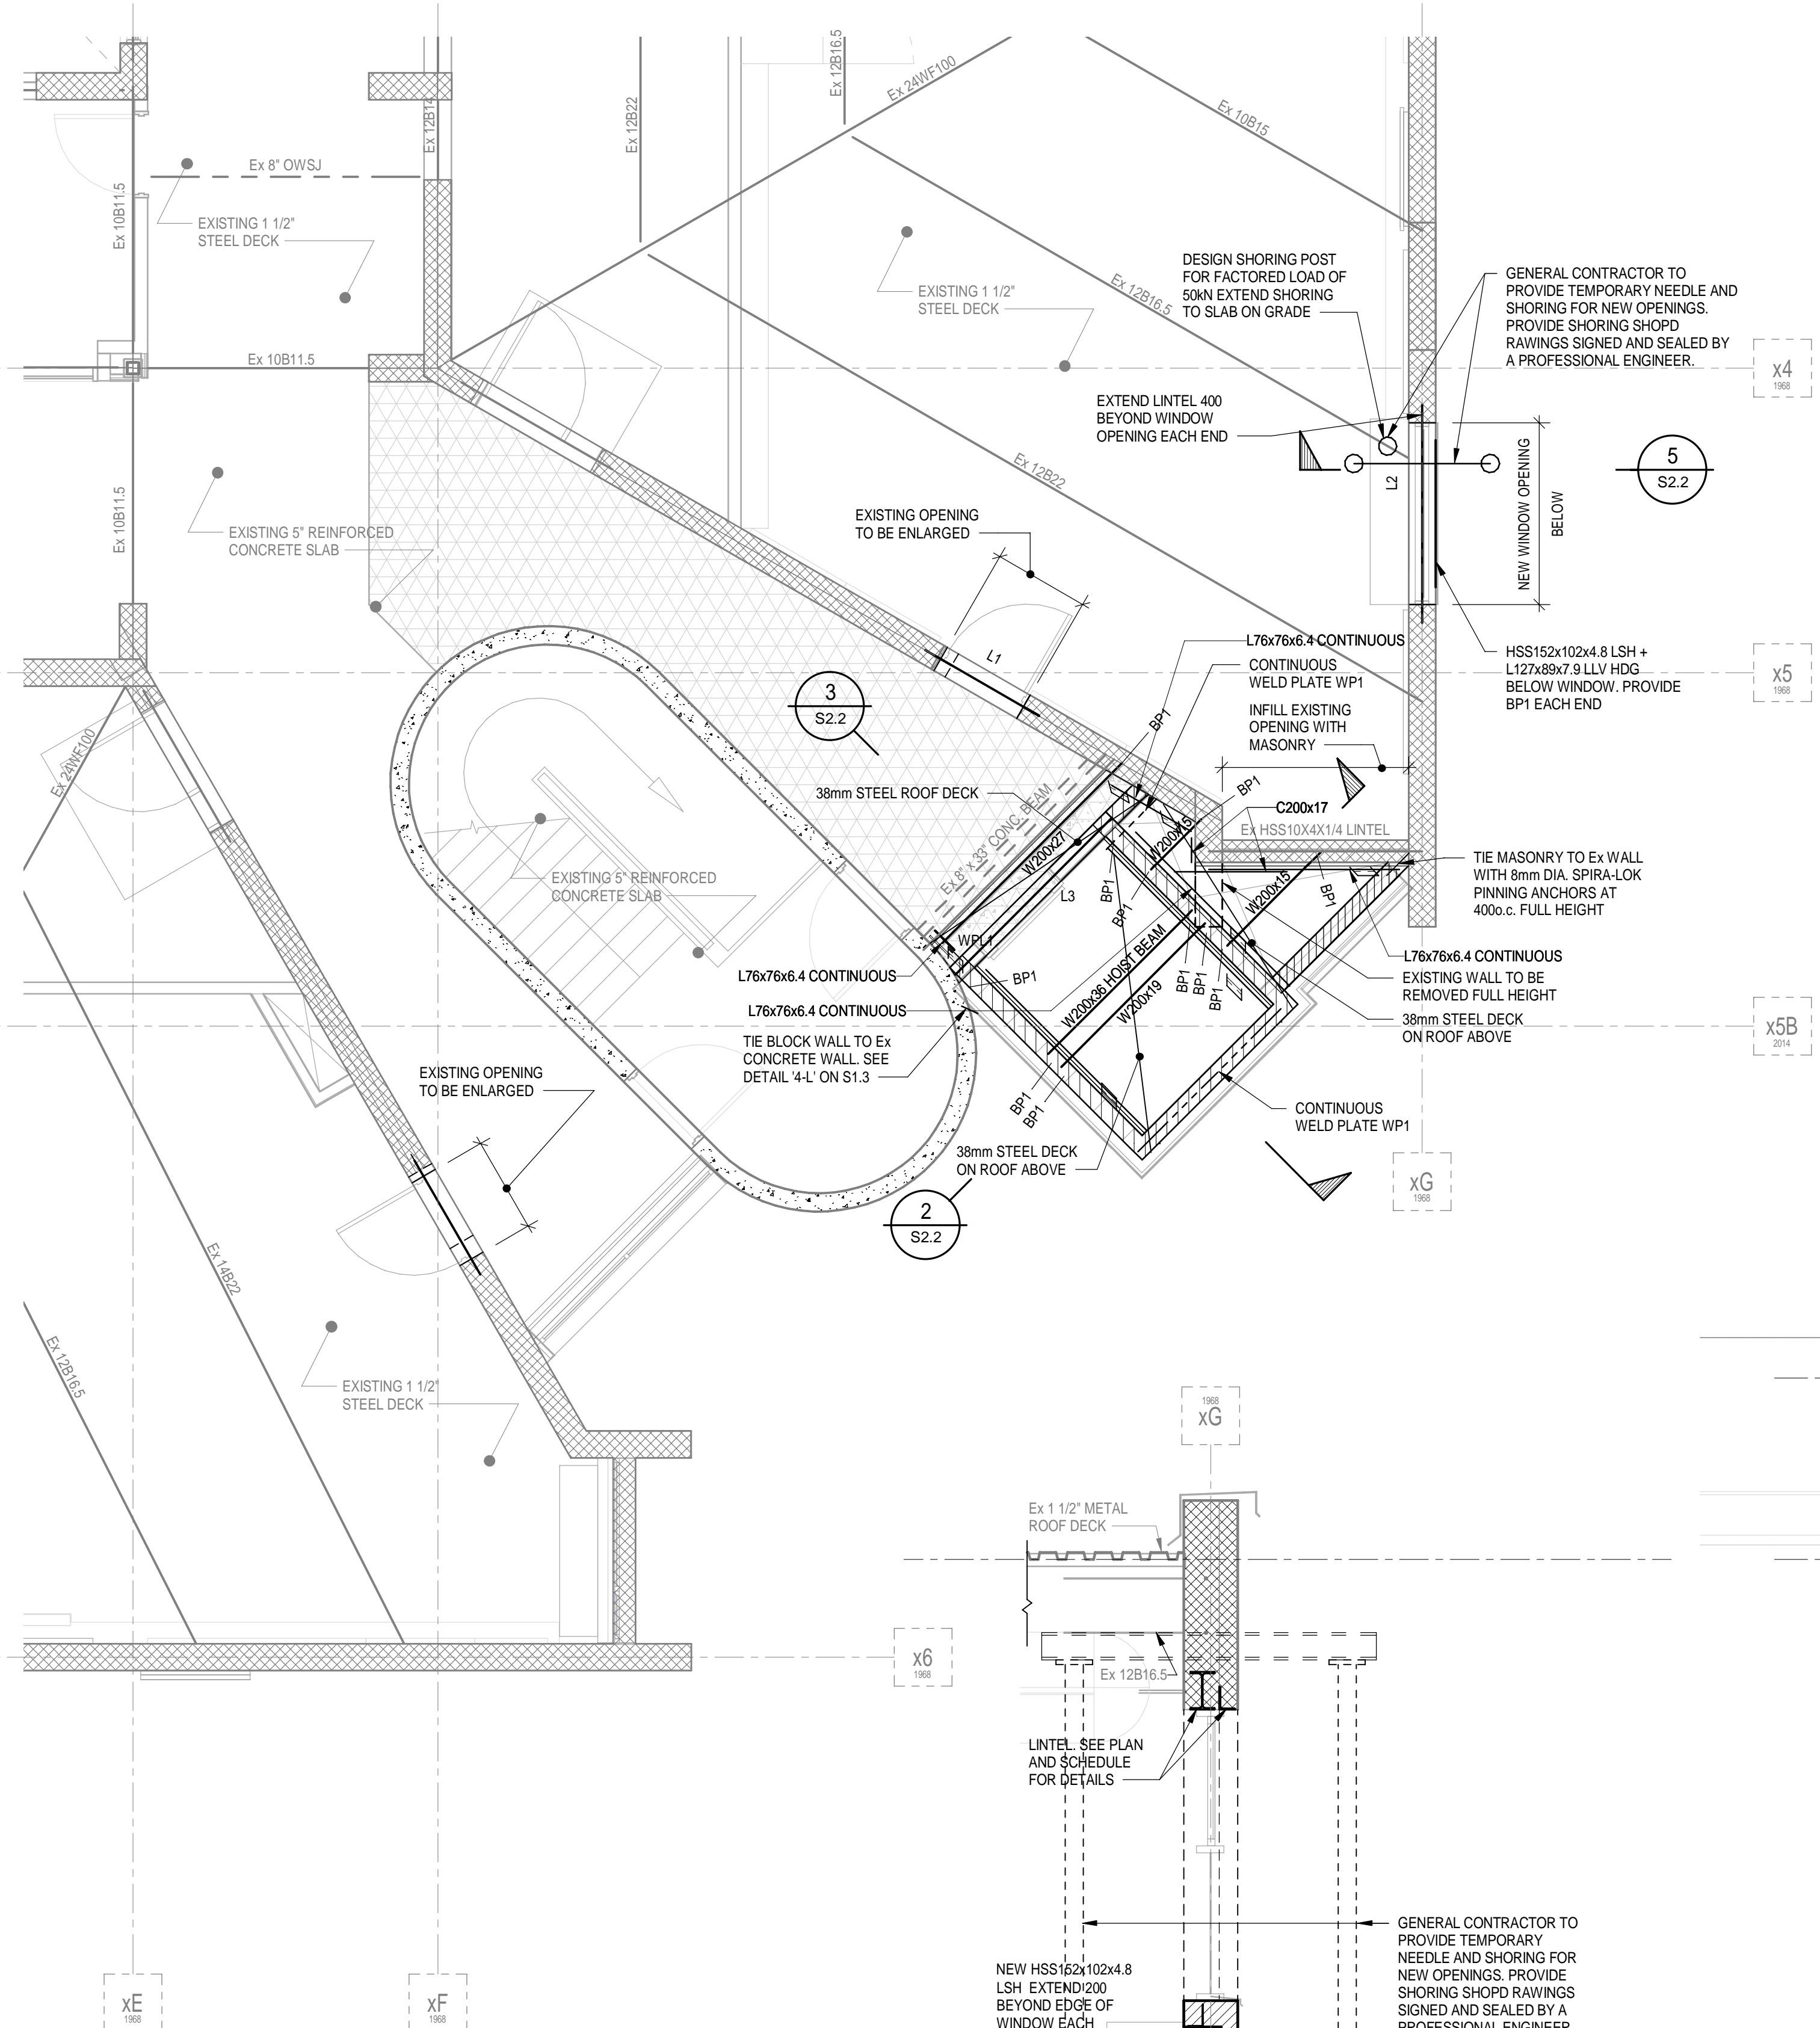 Ex 12B14
Ex 12B22
Ex 12B16.5
Ex 24WF100
Ex 10B15
Ex 8" OWSJ
Ex 10B11.5
EXISTING 1 1/2"
STEEL DECK
Ex 10B11.5
Ex 10B11.5
EXISTING 5" REINFORCED
CONCRETE SLAB
EXISTING 1 1/2"
STEEL DECK
Ex 12B16.5
Ex 12B22
DESIGN SHORING POST
FOR FACTORED LOAD OF
50kN EXTEND SHORING
TO SLAB ON GRADE
GENERAL CONTRACTOR TO
PROVIDE TEMPORARY NEEDLE AND
SHORING FOR NEW OPENINGS.
PROVIDE SHORING SHOPD
RAWINGS SIGNED AND SEALED BY
A PROFESSIONAL ENGINEER.
x4
1968
EXTEND LINTEL 400
BEYOND WINDOW
OPENING EACH END
L2
NEW WINDOW OPENING
BELOW
5
S2.2
EXISTING OPENING
TO BE ENLARGED
L1
L76x76x6.4 CONTINUOUS
CONTINUOUS
WELD PLATE WP1
INFILL EXISTING
OPENING WITH
MASONRY
HSS152x102x4.8 LSH +
L127x89x7.9 LLV HDG
BELOW WINDOW. PROVIDE
BP1 EACH END
x5
1968
3
S2.2
BP1
BP1
38mm STEEL ROOF DECK
C200x17
Ex HSS10X4X1/4 LINTEL
Ex 8" x 33" CONC. BEAM
W200x27
W200x15
W200x15
L3
BP1
BP1
BP1
TIE MASONRY TO Ex WALL
WITH 8mm DIA. SPIRA-LOK
PINNING ANCHORS AT
400o.c. FULL HEIGHT
EXISTING 5" REINFORCED
CONCRETE SLAB
WPL1
BP1
L76x76x6.4 CONTINUOUS
L76x76x6.4 CONTINUOUS
W200x36 HOIST BEAM
W200x19
BP1
BP1
BP1
L76x76x6.4 CONTINUOUS
EXISTING WALL TO BE
REMOVED FULL HEIGHT
38mm STEEL DECK
ON ROOF ABOVE
x5B
2014
TIE BLOCK WALL TO Ex
CONCRETE WALL. SEE
DETAIL '4-L' ON S1.3
BP1
BP1
CONTINUOUS
WELD PLATE WP1
38mm STEEL DECK
ON ROOF ABOVE
xG
1968
2
S2.2
Ex 24WF100
EXISTING OPENING
TO BE ENLARGED
Ex 14B22
Ex 12B16.5
EXISTING 1 1/2"
STEEL DECK
x6
1968
xE
1968
xF
1968
1968
xG
Ex 1 1/2" METAL
ROOF DECK
Ex 12B16.5
LINTEL. SEE PLAN
AND SCHEDULE
FOR DETAILS
NEW HSS152x102x4.8
LSH EXTEND 200
BEYOND EDGE OF
WINDOW EACH
GENERAL CONTRACTOR TO
PROVIDE TEMPORARY
NEEDLE AND SHORING FOR
NEW OPENINGS. PROVIDE
SHORING SHOPD RAWINGS
SIGNED AND SEALED BY A
PROFESSIONAL ENGINEER